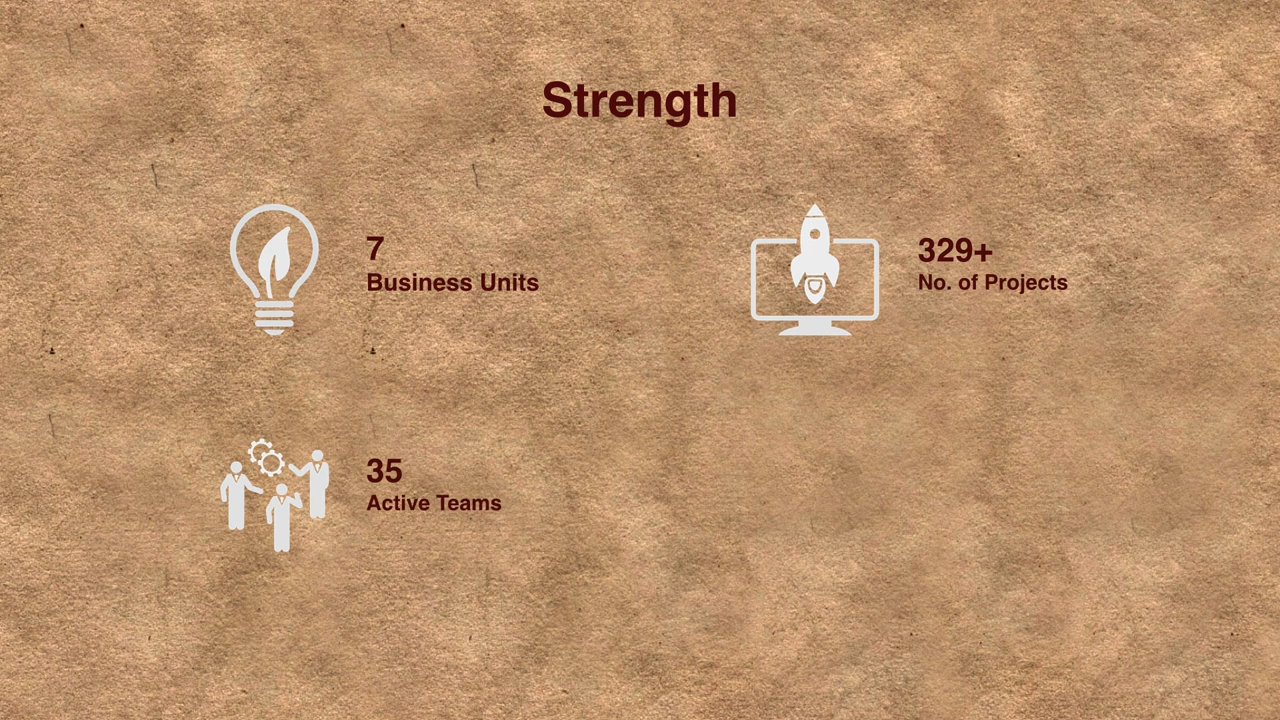 Strength
7
Business Units
329+
No. of Projects
35
Active Teams